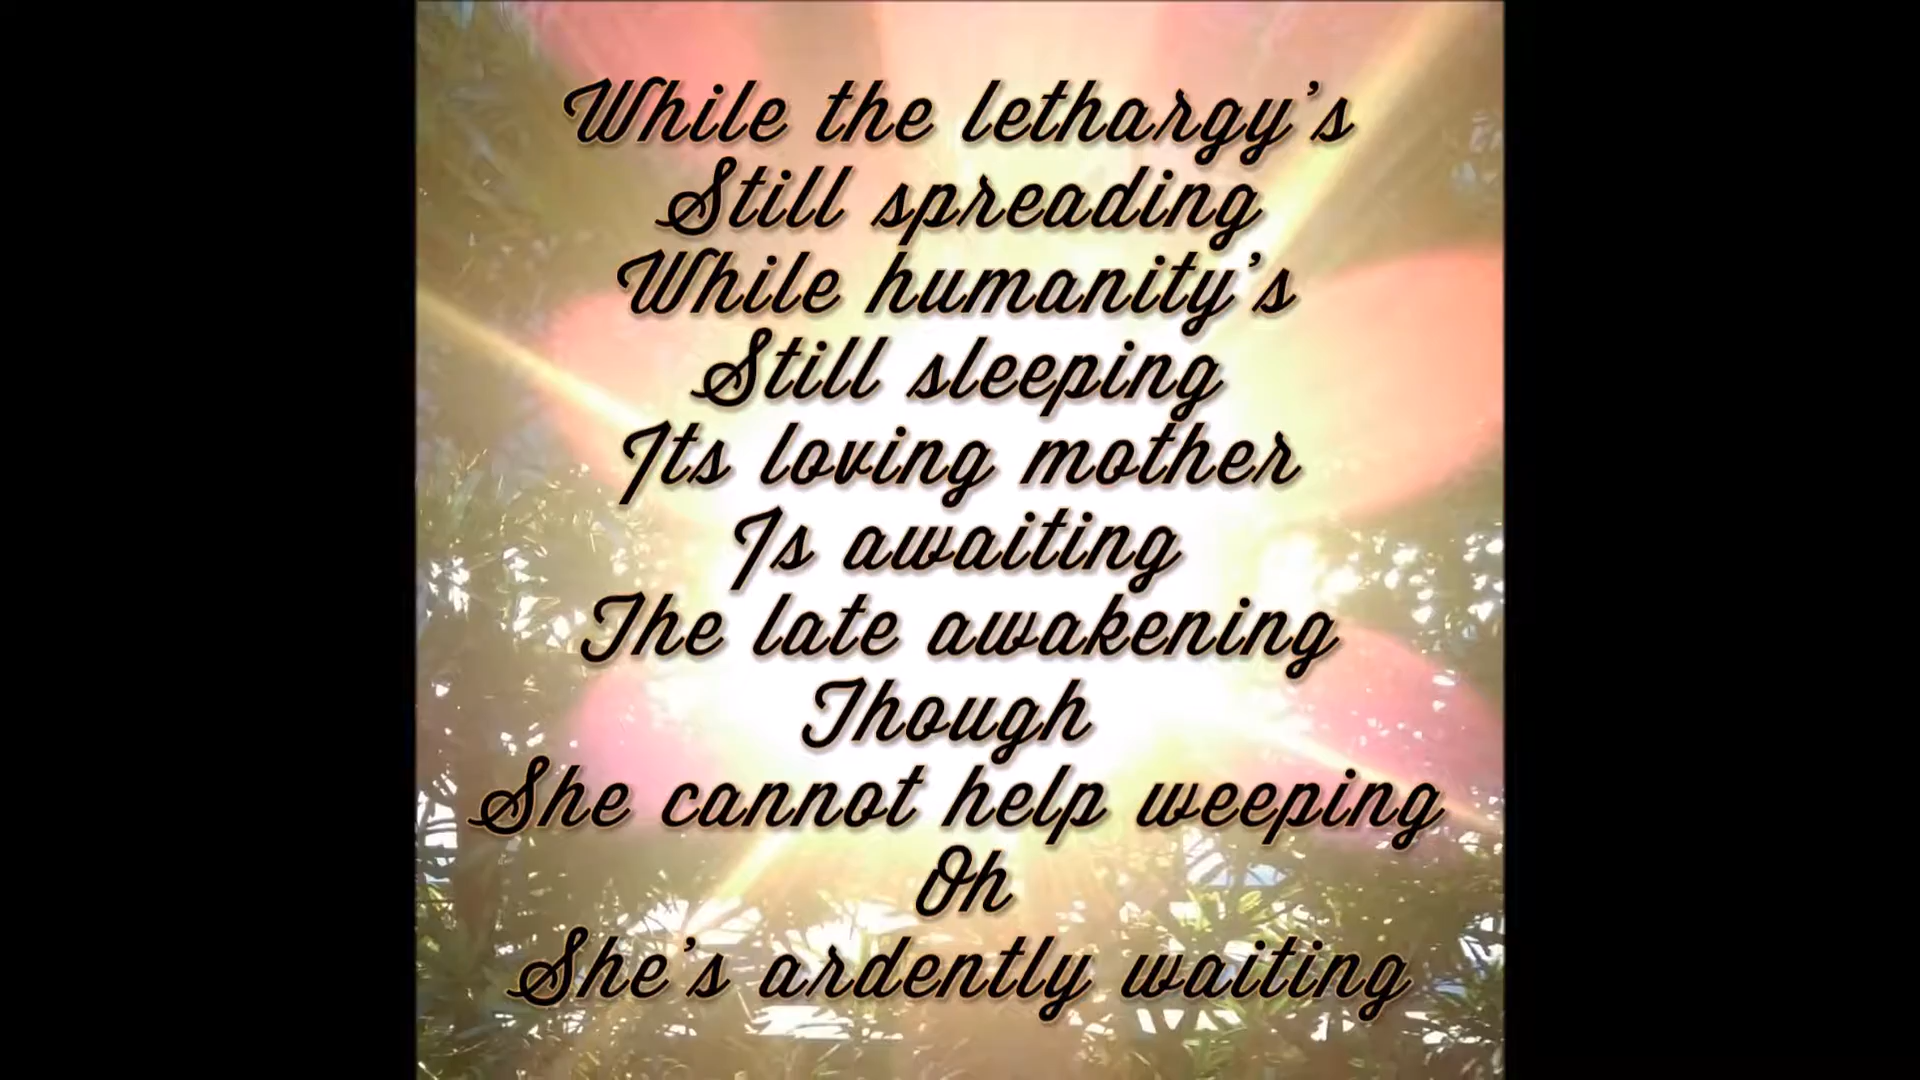 While the lethargy's
Still spreading
While humanity's
Still sleeping
Its loving mother
Is awaiting
The late awakening
Though
She cannot help weeping
Oh
She's ardently waiting